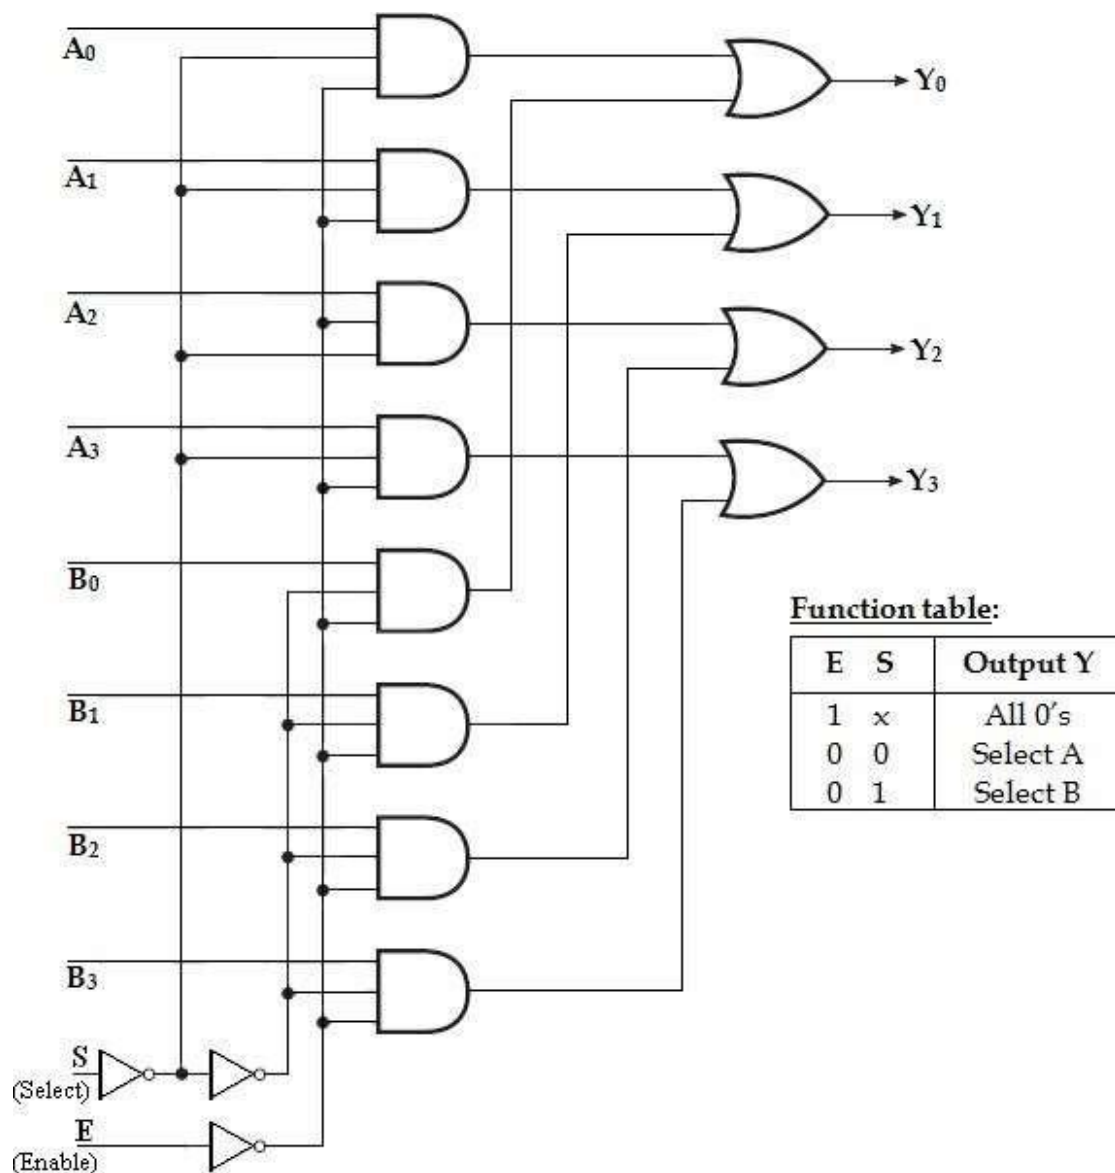 A0
Y0
A1
Y1
A2
Y2
A3
Y3
B0
Function table:
E S Output Y
1 x All 0's
0 0 Select A
0 1 Select B
B1
B2
B3
S
(Select)
E
(Enable)